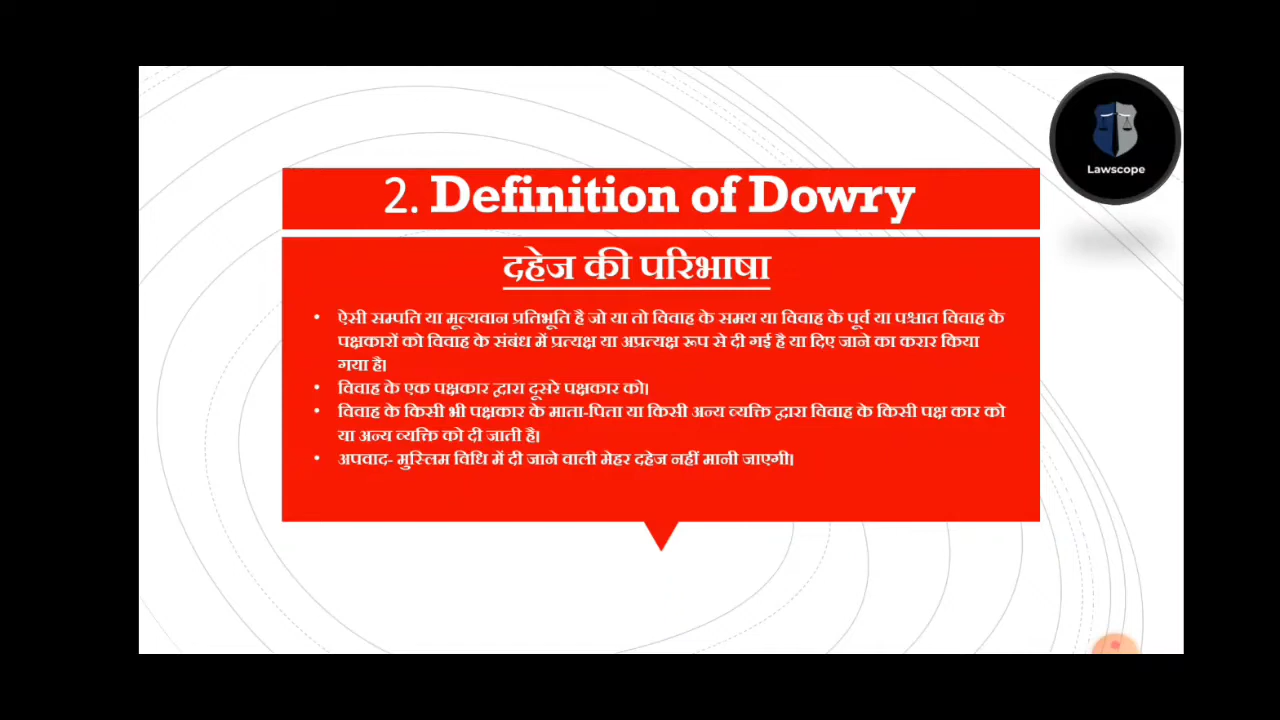 Lawscope
2. Definition of Dowry
दहेज की परिभाषा
• ऐसी सम्पति या मूल्यवान प्रतिभूति है जो या तो विवाह के समय या विवाह के पूर्व या पश्चात विवाह के
पक्षकारों को विवाह के संबंध में प्रत्यक्ष या अप्रत्यक्ष रूप से दी गई है या दिए जाने का करार किया
गया है।
• विवाह के एक पक्षकार द्वारा दूसरे पक्षकार को।
• विवाह के किसी भी पक्षकार के माता-पिता या किसी अन्य व्यक्ति द्वारा विवाह के किसी पक्ष कार को
या अन्य व्यक्ति को दी जाती है।
• अपवाद- मुस्लिम विधि में दी जाने वाली मेहर दहेज नहीं मानी जाएगी।